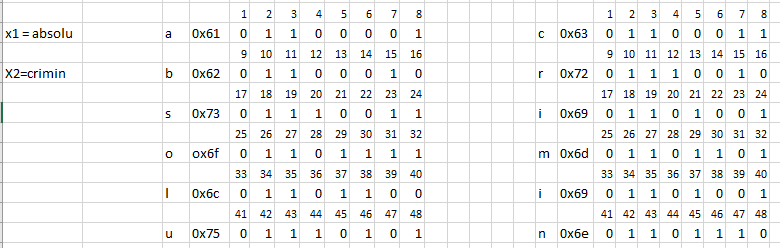 1 2 3 4 5 6 7 8 1 2 3 4 5 6 7 8
x1 = absolu a 0x61 0 1 1 0 0 0 0 1 c 0x63 0 1 1 0 0 0 1 1
9 10 11 12 13 14 15 16 9 10 11 12 13 14 15 16
X2=crimin b 0x62 0 1 1 0 0 0 1 0 r 0x72 0 1 1 1 0 0 1 0
17 18 19 20 21 22 23 24 17 18 19 20 21 22 23 24
s 0x73 0 1 1 1 0 0 1 1 i 0x69 0 1 1 0 1 0 0 1
25 26 27 28 29 30 31 32 25 26 27 28 29 30 31 32
o ox6f 0 1 1 0 1 1 1 1 m 0x6d 0 1 1 0 1 1 0 1
33 34 35 36 37 38 39 40 33 34 35 36 37 38 39 40
l 0x6c 0 1 1 0 1 1 0 0 i 0x69 0 1 1 0 1 0 0 1
41 42 43 44 45 46 47 48 41 42 43 44 45 46 47 48
u 0x75 0 1 1 1 0 1 0 1 n 0x6e 0 1 1 0 1 1 1 0